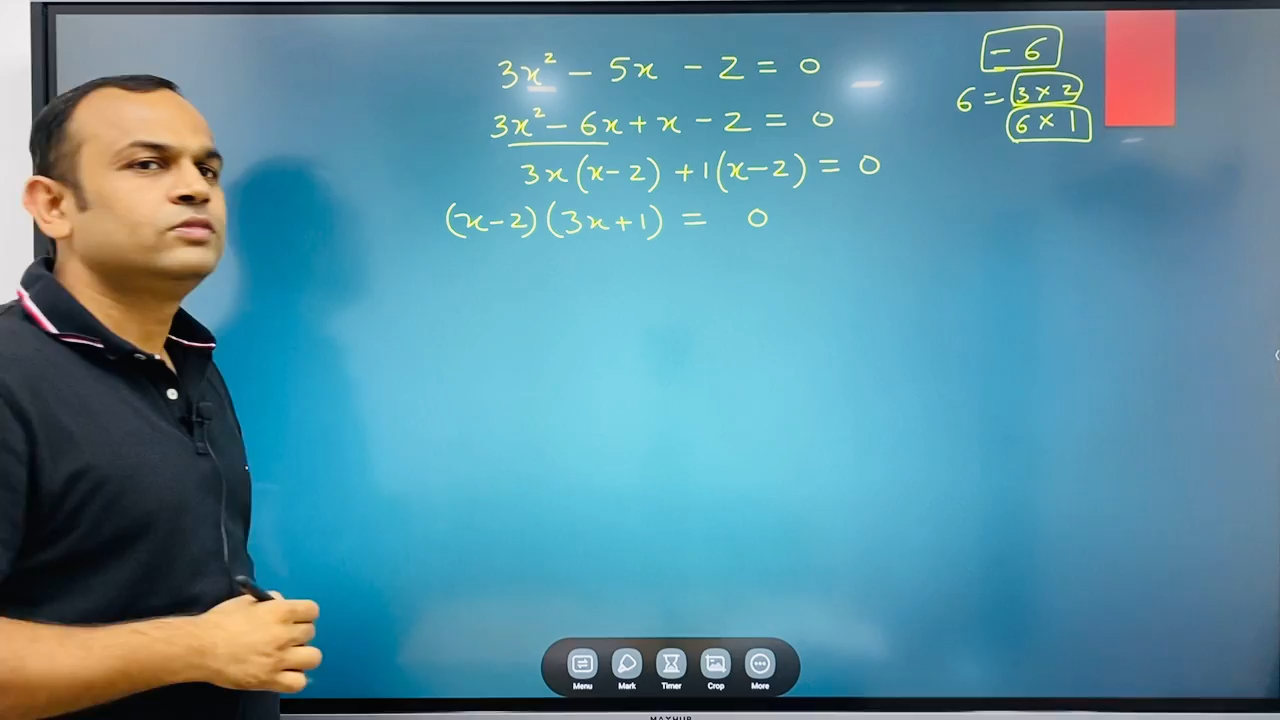 3x² - 5x - 2 = 0
3x² - 6x + x - 2 = 0
3x(x-2) + 1(x-2) = 0
(x-2)(3x+1) = 0
- 6
6 = 3 × 2
6 × 1
Menu Mark Timer Crop More
MAXHUB